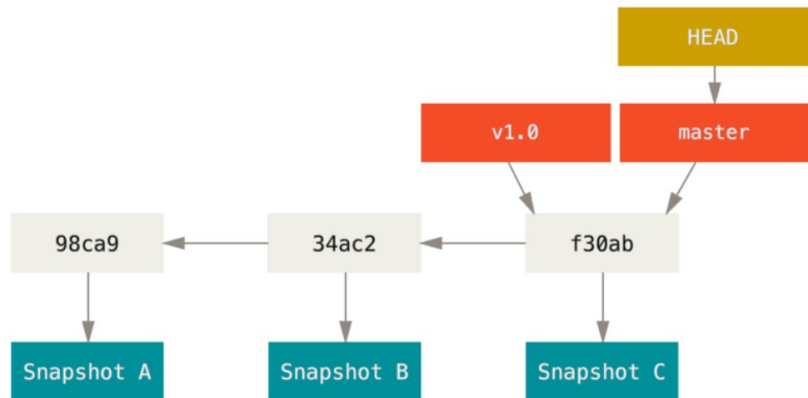 HEAD
v1.0
master
98ca9
34ac2
f30ab
Snapshot A
Snapshot B
Snapshot C